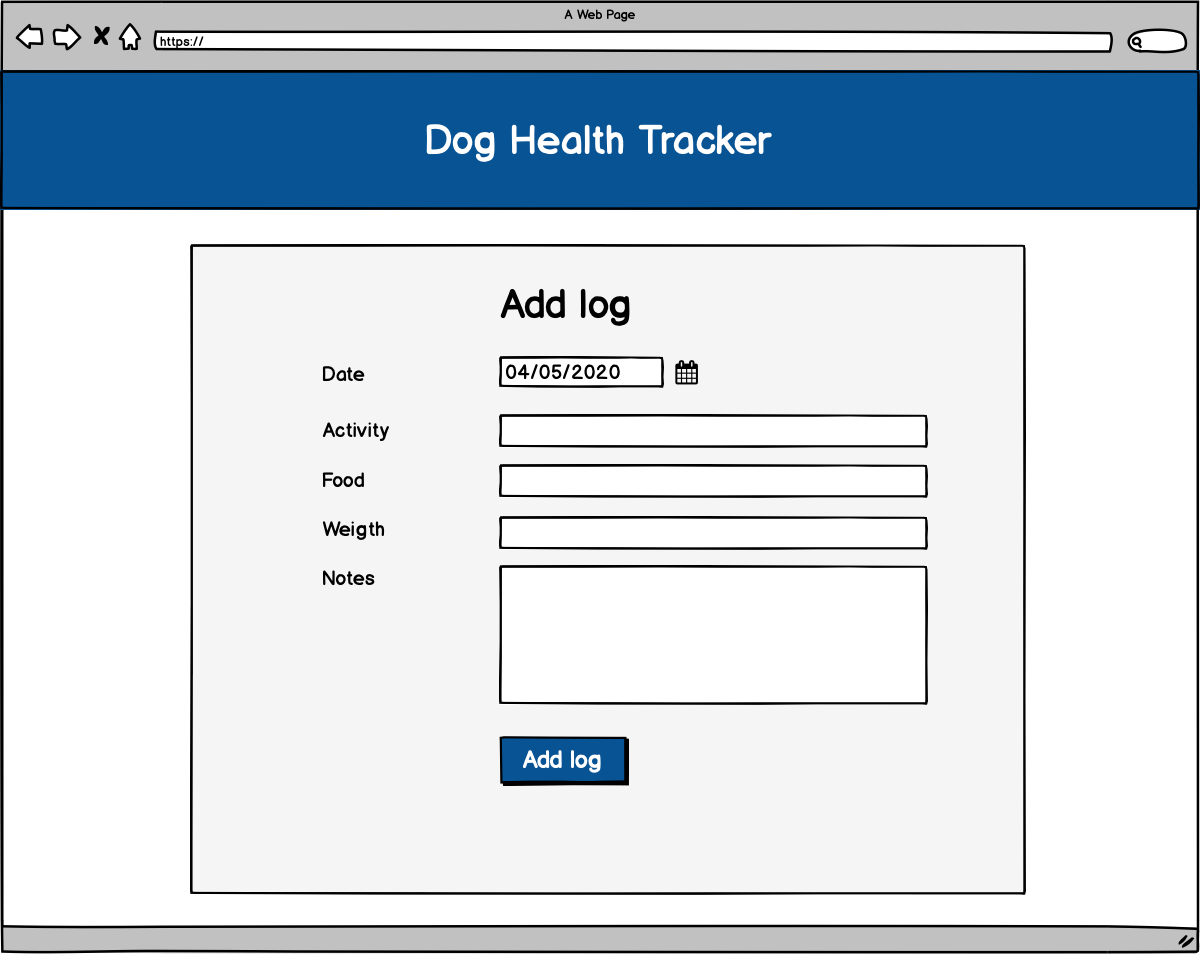 A Web Page
https://
Dog Health Tracker
Add log
Date 04/05/2020
Activity
Food
Weigth
Notes
Add log